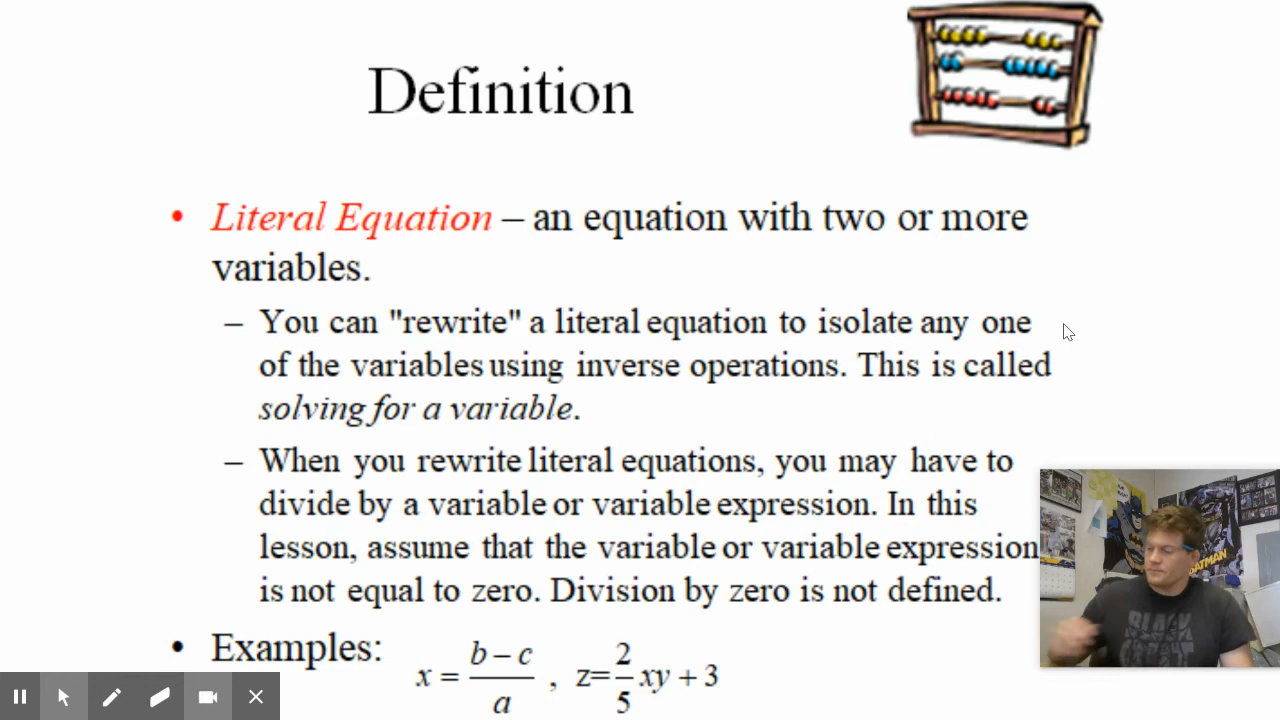 Definition
• Literal Equation – an equation with two or more
variables.
– You can "rewrite" a literal equation to isolate any one
of the variables using inverse operations. This is called
solving for a variable.
– When you rewrite literal equations, you may have to
divide by a variable or variable expression. In this
lesson, assume that the variable or variable expression
is not equal to zero. Division by zero is not defined.
• Examples: x = (b – c)/a , z=2/5 xy + 3
BATMAN
BLACK